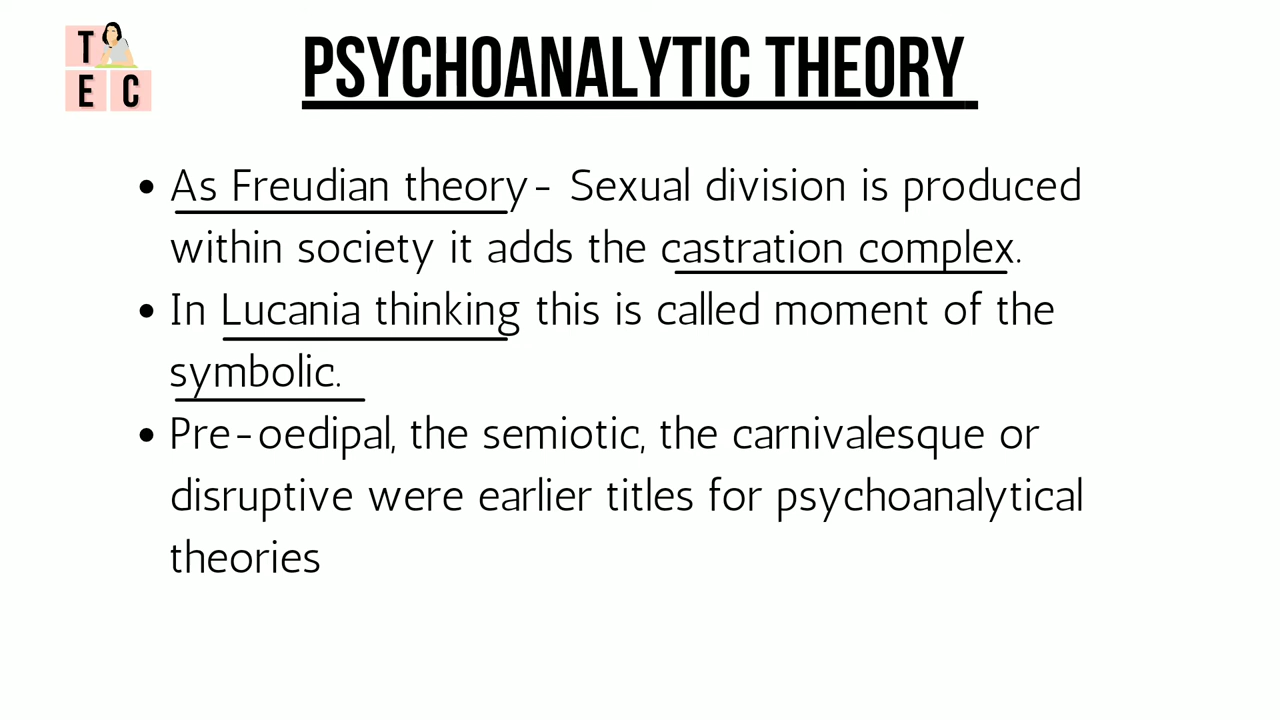 T
E C
PSYCHOANALYTIC THEORY
• As Freudian theory- Sexual division is produced
within society it adds the castration complex.
• In Lucania thinking this is called moment of the
symbolic.
• Pre-oedipal, the semiotic, the carnivalesque or
disruptive were earlier titles for psychoanalytical
theories